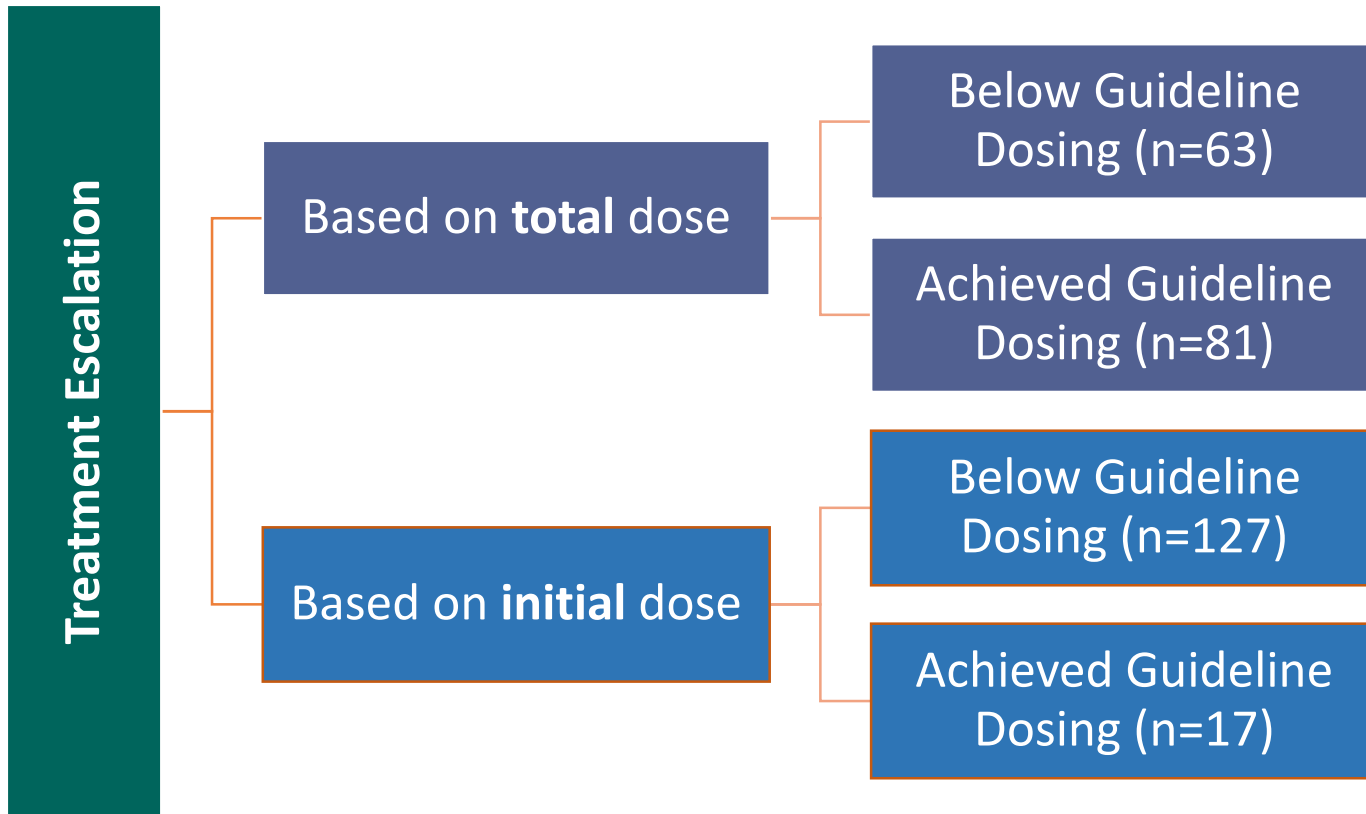 Treatment Escalation
Based on total dose
Below Guideline
Dosing (n=63)
Achieved Guideline
Dosing (n=81)
Based on initial dose
Below Guideline
Dosing (n=127)
Achieved Guideline
Dosing (n=17)